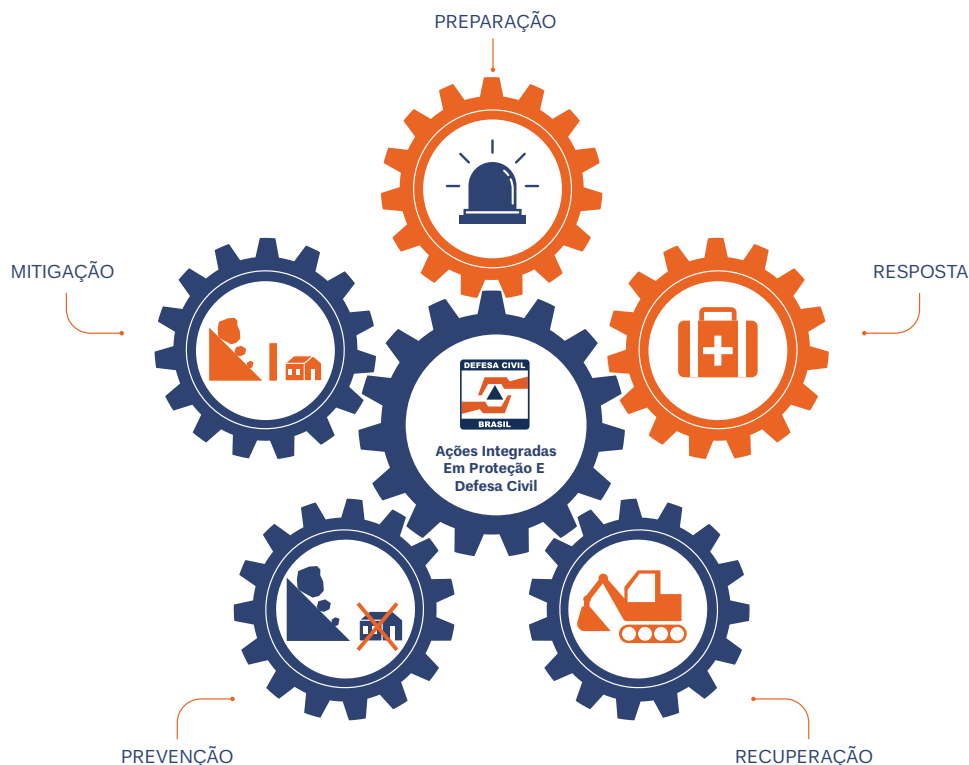 PREPARAÇÃO
MITIGAÇÃO
RESPOSTA
DEFESA CIVIL
BRASIL
Ações Integradas
Em Proteção E
Defesa Civil
PREVENÇÃO
RECUPERAÇÃO